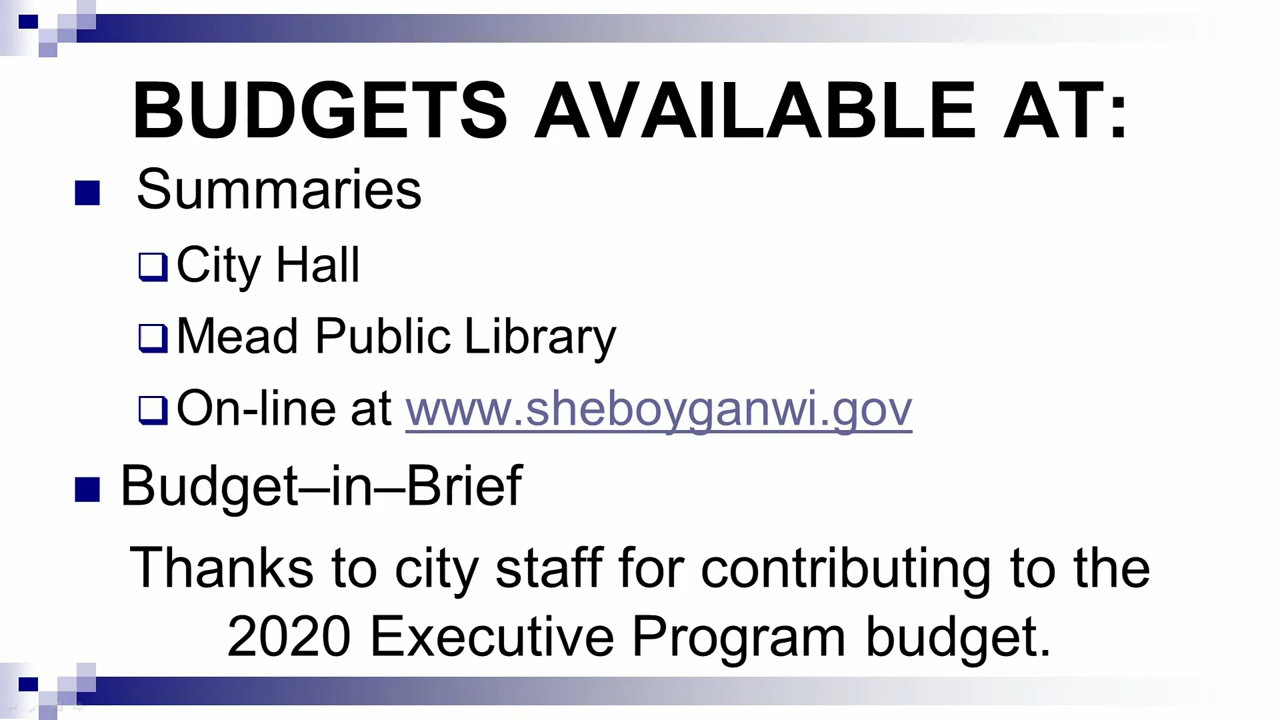 BUDGETS AVAILABLE AT:
Summaries
City Hall
Mead Public Library
On-line at www.sheboyganwi.gov
Budget–in–Brief
Thanks to city staff for contributing to the
2020 Executive Program budget.